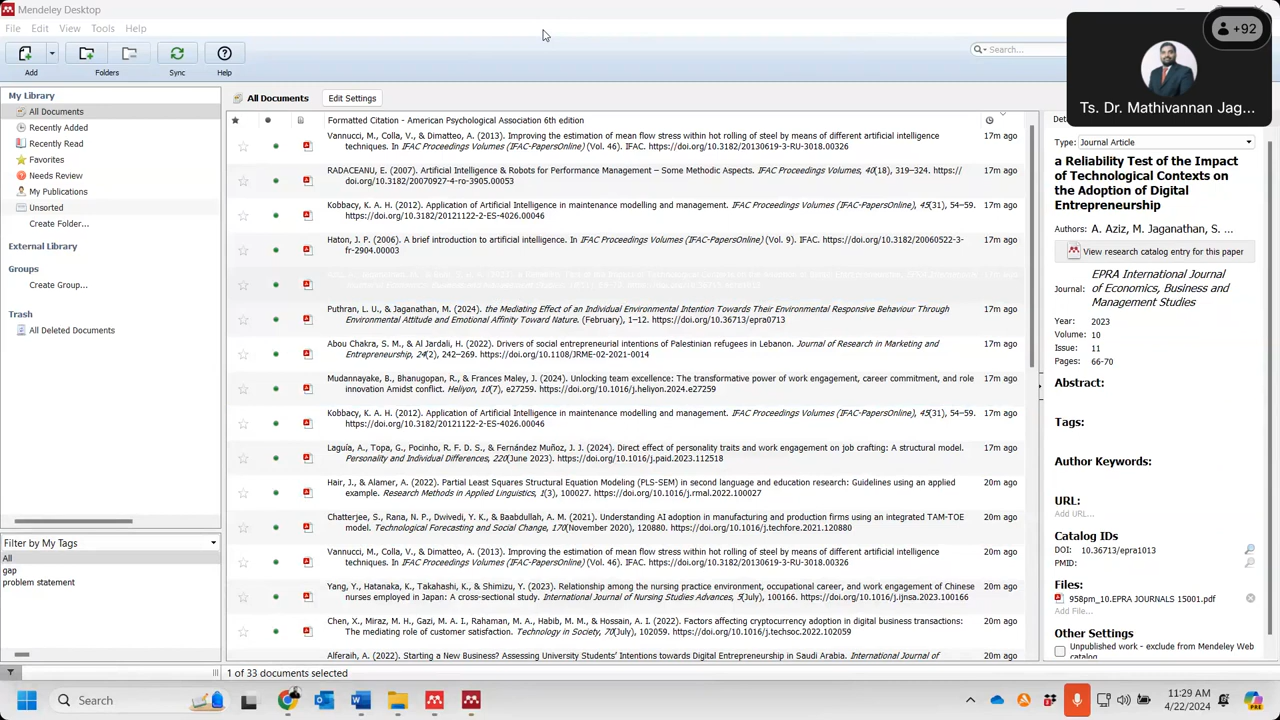 Mendeley Desktop
File Edit View Tools Help
+92
Add
Folders
Sync
Help
Search...
Ts. Dr. Mathivannan Jag...
My Library
All Documents
Recently Added
Recently Read
Favorites
Needs Review
My Publications
Unsorted
Create Folder...
External Library
Groups
Create Group...
Trash
All Deleted Documents
Filter by My Tags
All
gap
problem statement
All Documents Edit Settings
Formatted Citation - American Psychological Association 6th edition
Vannucci, M., Colla, V., & Dimatteo, A. (2013). Improving the estimation of mean flow stress within hot rolling of steel by means of different artificial intelligence 17m ago
techniques. In IFAC Proceedings Volumes (IFAC-PapersOnline) (Vol. 46). IFAC. https://doi.org/10.3182/20130619-3-RU-3018.00326
RADACEANU, E. (2007). Artificial Intelligence & Robots for Performance Management – Some Methodic Aspects. IFAC Proceedings Volumes, 40(18), 319–324. https:// 17m ago
doi.org/10.3182/20070927-4-ro-3905.00053
Kobbacy, K. A. H. (2012). Application of Artificial Intelligence in maintenance modelling and management. IFAC Proceedings Volumes (IFAC-PapersOnline), 45(31), 54–59. 17m ago
https://doi.org/10.3182/20121122-2-ES-4026.00046
Haton, J. P. (2006). A brief introduction to artificial intelligence. In IFAC Proceedings Volumes (IFAC-PapersOnline) (Vol. 9). IFAC. https://doi.org/10.3182/20060522-3- 17m ago
fr-2904.00003
Puthran, L. U., & Jaganathan, M. (2024). the Mediating Effect of an Individual Environmental Intention Towards Their Environmental Responsive Behaviour Through 17m ago
Environmental Attitude and Emotional Affinity Toward Nature. (February), 1–12. https://doi.org/10.36713/epra0713
Abou Chakra, S. M., & Al Jardali, H. (2022). Drivers of social entrepreneurial intentions of Palestinian refugees in Lebanon. Journal of Research in Marketing and 17m ago
Entrepreneurship, 24(2), 242–269. https://doi.org/10.1108/JRME-02-2021-0014
Mudannayake, B., Bhanugopan, R., & Frances Maley, J. (2024). Unlocking team excellence: The transformative power of work engagement, career commitment, and role 17m ago
innovation Amidst conflict. Heliyon, 10(7), e27259. https://doi.org/10.1016/j.heliyon.2024.e27259
Kobbacy, K. A. H. (2012). Application of Artificial Intelligence in maintenance modelling and management. IFAC Proceedings Volumes (IFAC-PapersOnline), 45(31), 54–59. 17m ago
https://doi.org/10.3182/20121122-2-ES-4026.00046
Laguía, A., Topa, G., Pocinho, R. F. D. S., & Fernández Muñoz, J. J. (2024). Direct effect of personality traits and work engagement on job crafting: A structural model. 17m ago
Personality and Individual Differences, 220(June 2023). https://doi.org/10.1016/j.paid.2023.112518
Hair, J., & Alamer, A. (2022). Partial Least Squares Structural Equation Modeling (PLS-SEM) in second language and education research: Guidelines using an applied 20m ago
example. Research Methods in Applied Linguistics, 1(3), 100027. https://doi.org/10.1016/j.rmal.2022.100027
Chatterjee, S., Rana, N. P., Dwivedi, Y. K., & Baabdullah, A. M. (2021). Understanding AI adoption in manufacturing and production firms using an integrated TAM-TOE 20m ago
model. Technological Forecasting and Social Change, 170(November 2020), 120880. https://doi.org/10.1016/j.techfore.2021.120880
Vannucci, M., Colla, V., & Dimatteo, A. (2013). Improving the estimation of mean flow stress within hot rolling of steel by means of different artificial intelligence 20m ago
techniques. In IFAC Proceedings Volumes (IFAC-PapersOnline) (Vol. 46). IFAC. https://doi.org/10.3182/20130619-3-RU-3018.00326
Yang, Y., Hatanaka, K., Takahashi, K., & Shimizu, Y. (2023). Relationship among the nursing practice environment, occupational career, and work engagement of Chinese 20m ago
nurses employed in Japan: A cross-sectional study. International Journal of Nursing Studies Advances, 5(July), 100166. https://doi.org/10.1016/j.ijnsa.2023.100166
Chen, X., Miraz, M. H., Gazi, M. A. I., Rahaman, M. A., Habib, M. M., & Hossain, A. I. (2022). Factors affecting cryptocurrency adoption in digital business transactions: 20m ago
The mediating role of customer satisfaction. Technology in Society, 70(July), 102059. https://doi.org/10.1016/j.techsoc.2022.102059
Alferaih, A. (2022). Starting a New Business? Assessing University Students' Intentions towards Digital Entrepreneurship in Saudi Arabia. International Journal of 20m ago
1 of 33 documents selected
Type: Journal Article
a Reliability Test of the Impact
of Technological Contexts on
the Adoption of Digital
Entrepreneurship
Authors: A. Aziz, M. Jaganathan, S. ...
View research catalog entry for this paper
EPRA International Journal
Journal: of Economics, Business and
Management Studies
Year: 2023
Volume: 10
Issue: 11
Pages: 66-70
Abstract:
Tags:
Author Keywords:
URL:
Add URL...
Catalog IDs
DOI: 10.36713/epra1013
PMID:
Files:
958pm_10.EPRA JOURNALS 15001.pdf
Add File...
Other Settings
Unpublished work - exclude from Mendeley Web
catalog
Search
11:29 AM
4/22/2024